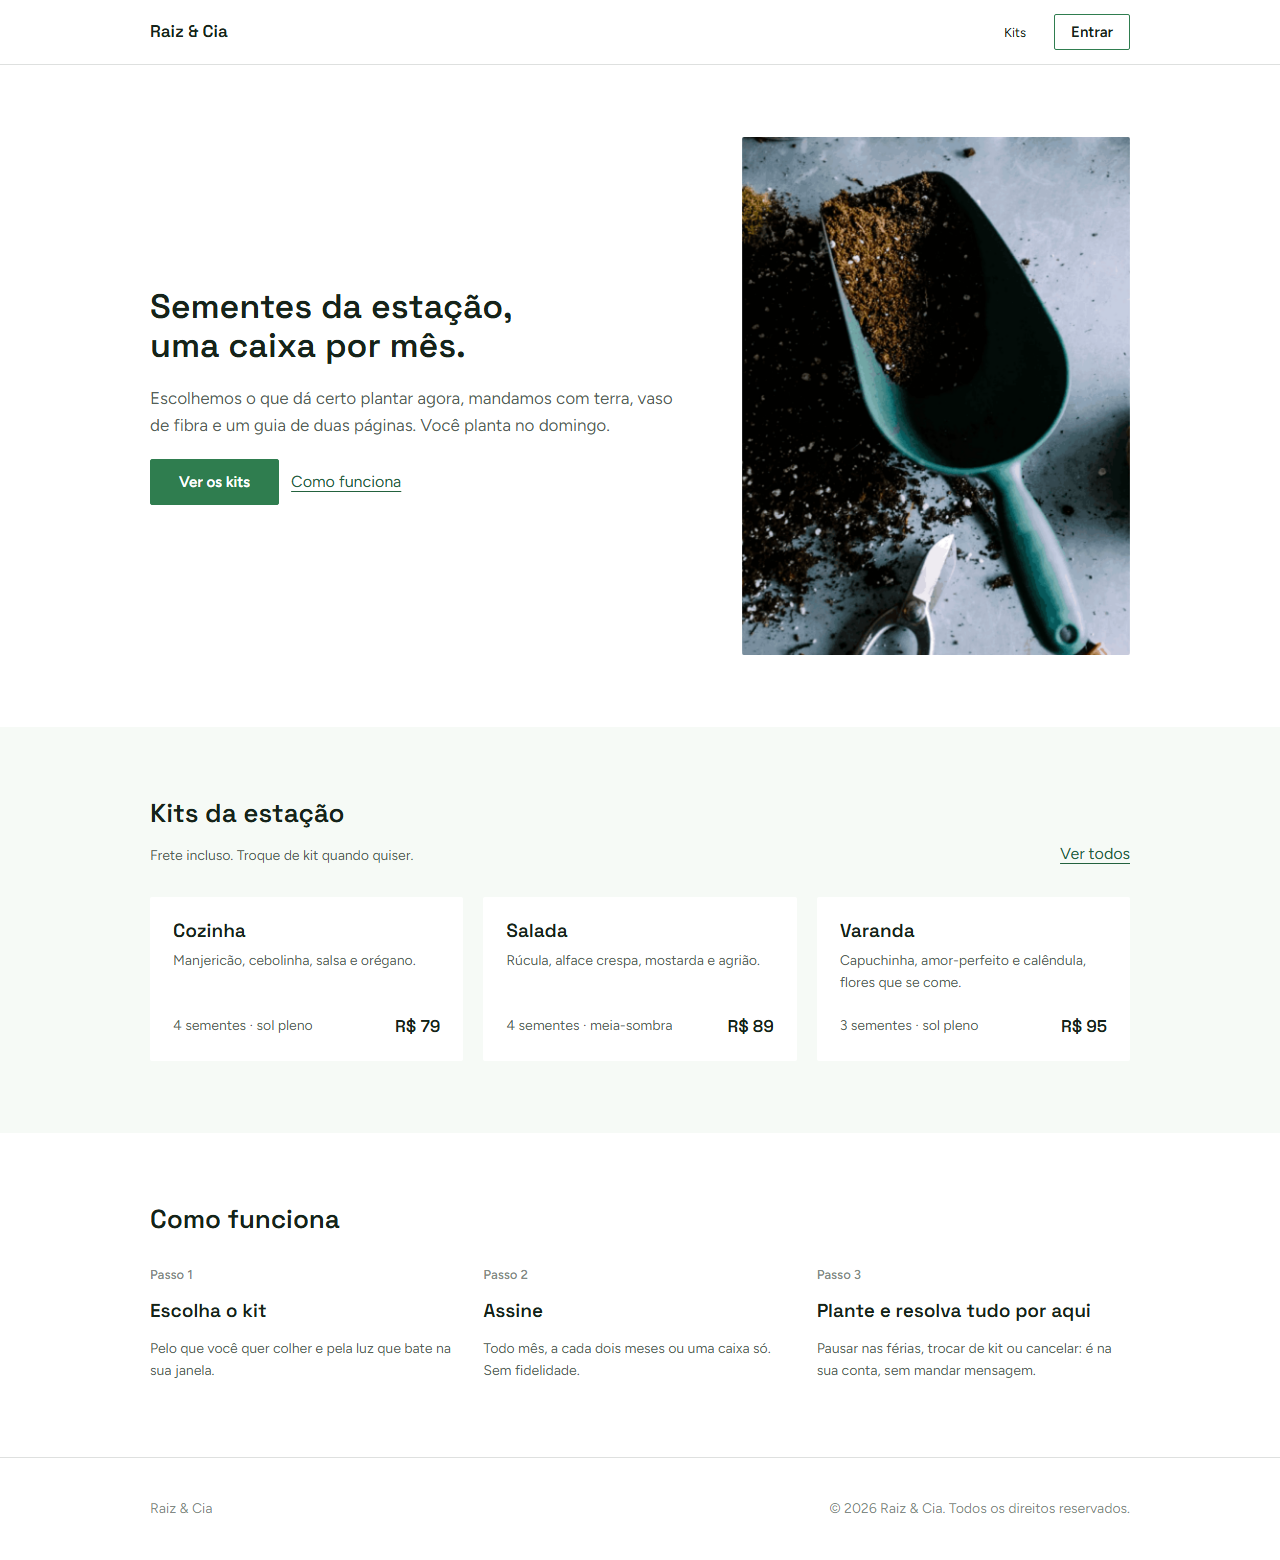 Raiz & Cia
Kits
Entrar
Sementes da estação,
uma caixa por mês.
Escolhemos o que dá certo plantar agora, mandamos com terra, vaso
de fibra e um guia de duas páginas. Você planta no domingo.
Ver os kits
Como funciona
Kits da estação
Frete incluso. Troque de kit quando quiser.
Ver todos
Cozinha
Manjericão, cebolinha, salsa e orégano.
4 sementes · sol pleno
R$ 79
Salada
Rúcula, alface crespa, mostarda e agrião.
4 sementes · meia-sombra
R$ 89
Varanda
Capuchinha, amor-perfeito e calêndula,
flores que se come.
3 sementes · sol pleno
R$ 95
Como funciona
Passo 1
Escolha o kit
Pelo que você quer colher e pela luz que bate na
sua janela.
Passo 2
Assine
Todo mês, a cada dois meses ou uma caixa só.
Sem fidelidade.
Passo 3
Plante e resolva tudo por aqui
Pausar nas férias, trocar de kit ou cancelar: é na
sua conta, sem mandar mensagem.
Raiz & Cia
© 2026 Raiz & Cia. Todos os direitos reservados.